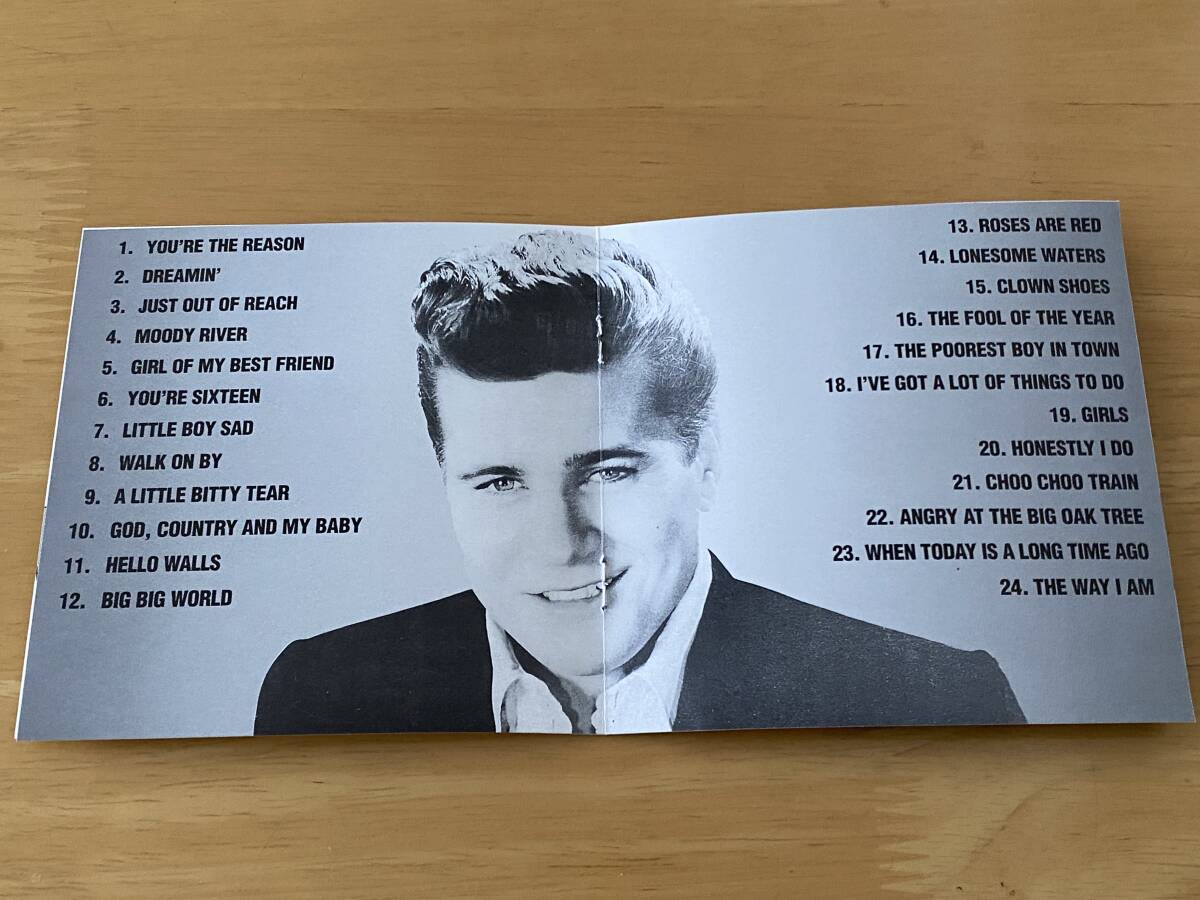 1. YOU'RE THE REASON
2. DREAMIN'
3. JUST OUT OF REACH
4. MOODY RIVER
5. GIRL OF MY BEST FRIEND
6. YOU'RE SIXTEEN
7. LITTLE BOY SAD
8. WALK ON BY
9. A LITTLE BITTY TEAR
10. GOD, COUNTRY AND MY BABY
11. HELLO WALLS
12. BIG BIG WORLD
13. ROSES ARE RED
14. LONESOME WATERS
15. CLOWN SHOES
16. THE FOOL OF THE YEAR
17. THE POOREST BOY IN TOWN
18. I'VE GOT A LOT OF THINGS TO DO
19. GIRLS
20. HONESTLY I DO
21. CHOO CHOO TRAIN
22. ANGRY AT THE BIG OAK TREE
23. WHEN TODAY IS A LONG TIME AGO
24. THE WAY I AM